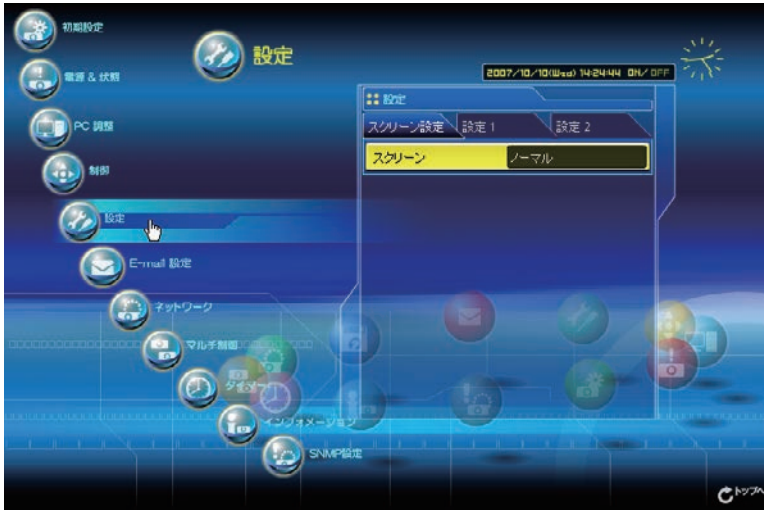 初期設定
電源 & 状態
PC 調整
制御
設定
E-mail 設定
ネットワーク
マルチ制御
タイマー
インフォメーション
SNMP設定
設定
2007/10/10(Wed) 14:24:44 ON/OFF
設定
スクリーン設定 設定 1 設定 2
スクリーン ノーマル
トップへ